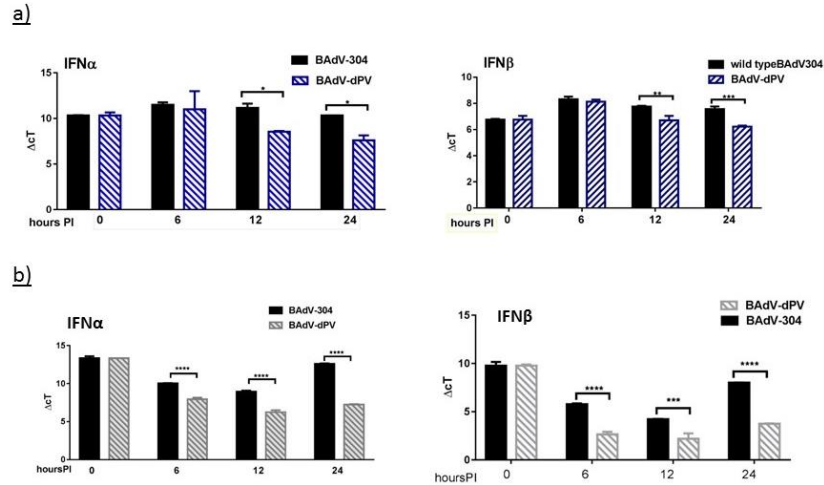 a)
IFNα
BAdV-304
BAdV-dPV
15
10
5
0
ΔcT
* *
hours PI 0 6 12 24
IFNβ
wild typeBAdV304
BAdV-dPV
10
8
6
4
2
0
ΔcT
** ***
hours PI 0 6 12 24
b)
IFNα
BAdV-304
BAdV-dPV
15
10
5
0
ΔcT
**** **** ****
hoursPI 0 6 12 24
IFNβ
BAdV-dPV
BAdV-304
15
10
5
0
ΔcT
**** *** ****
hoursPI 0 6 12 24